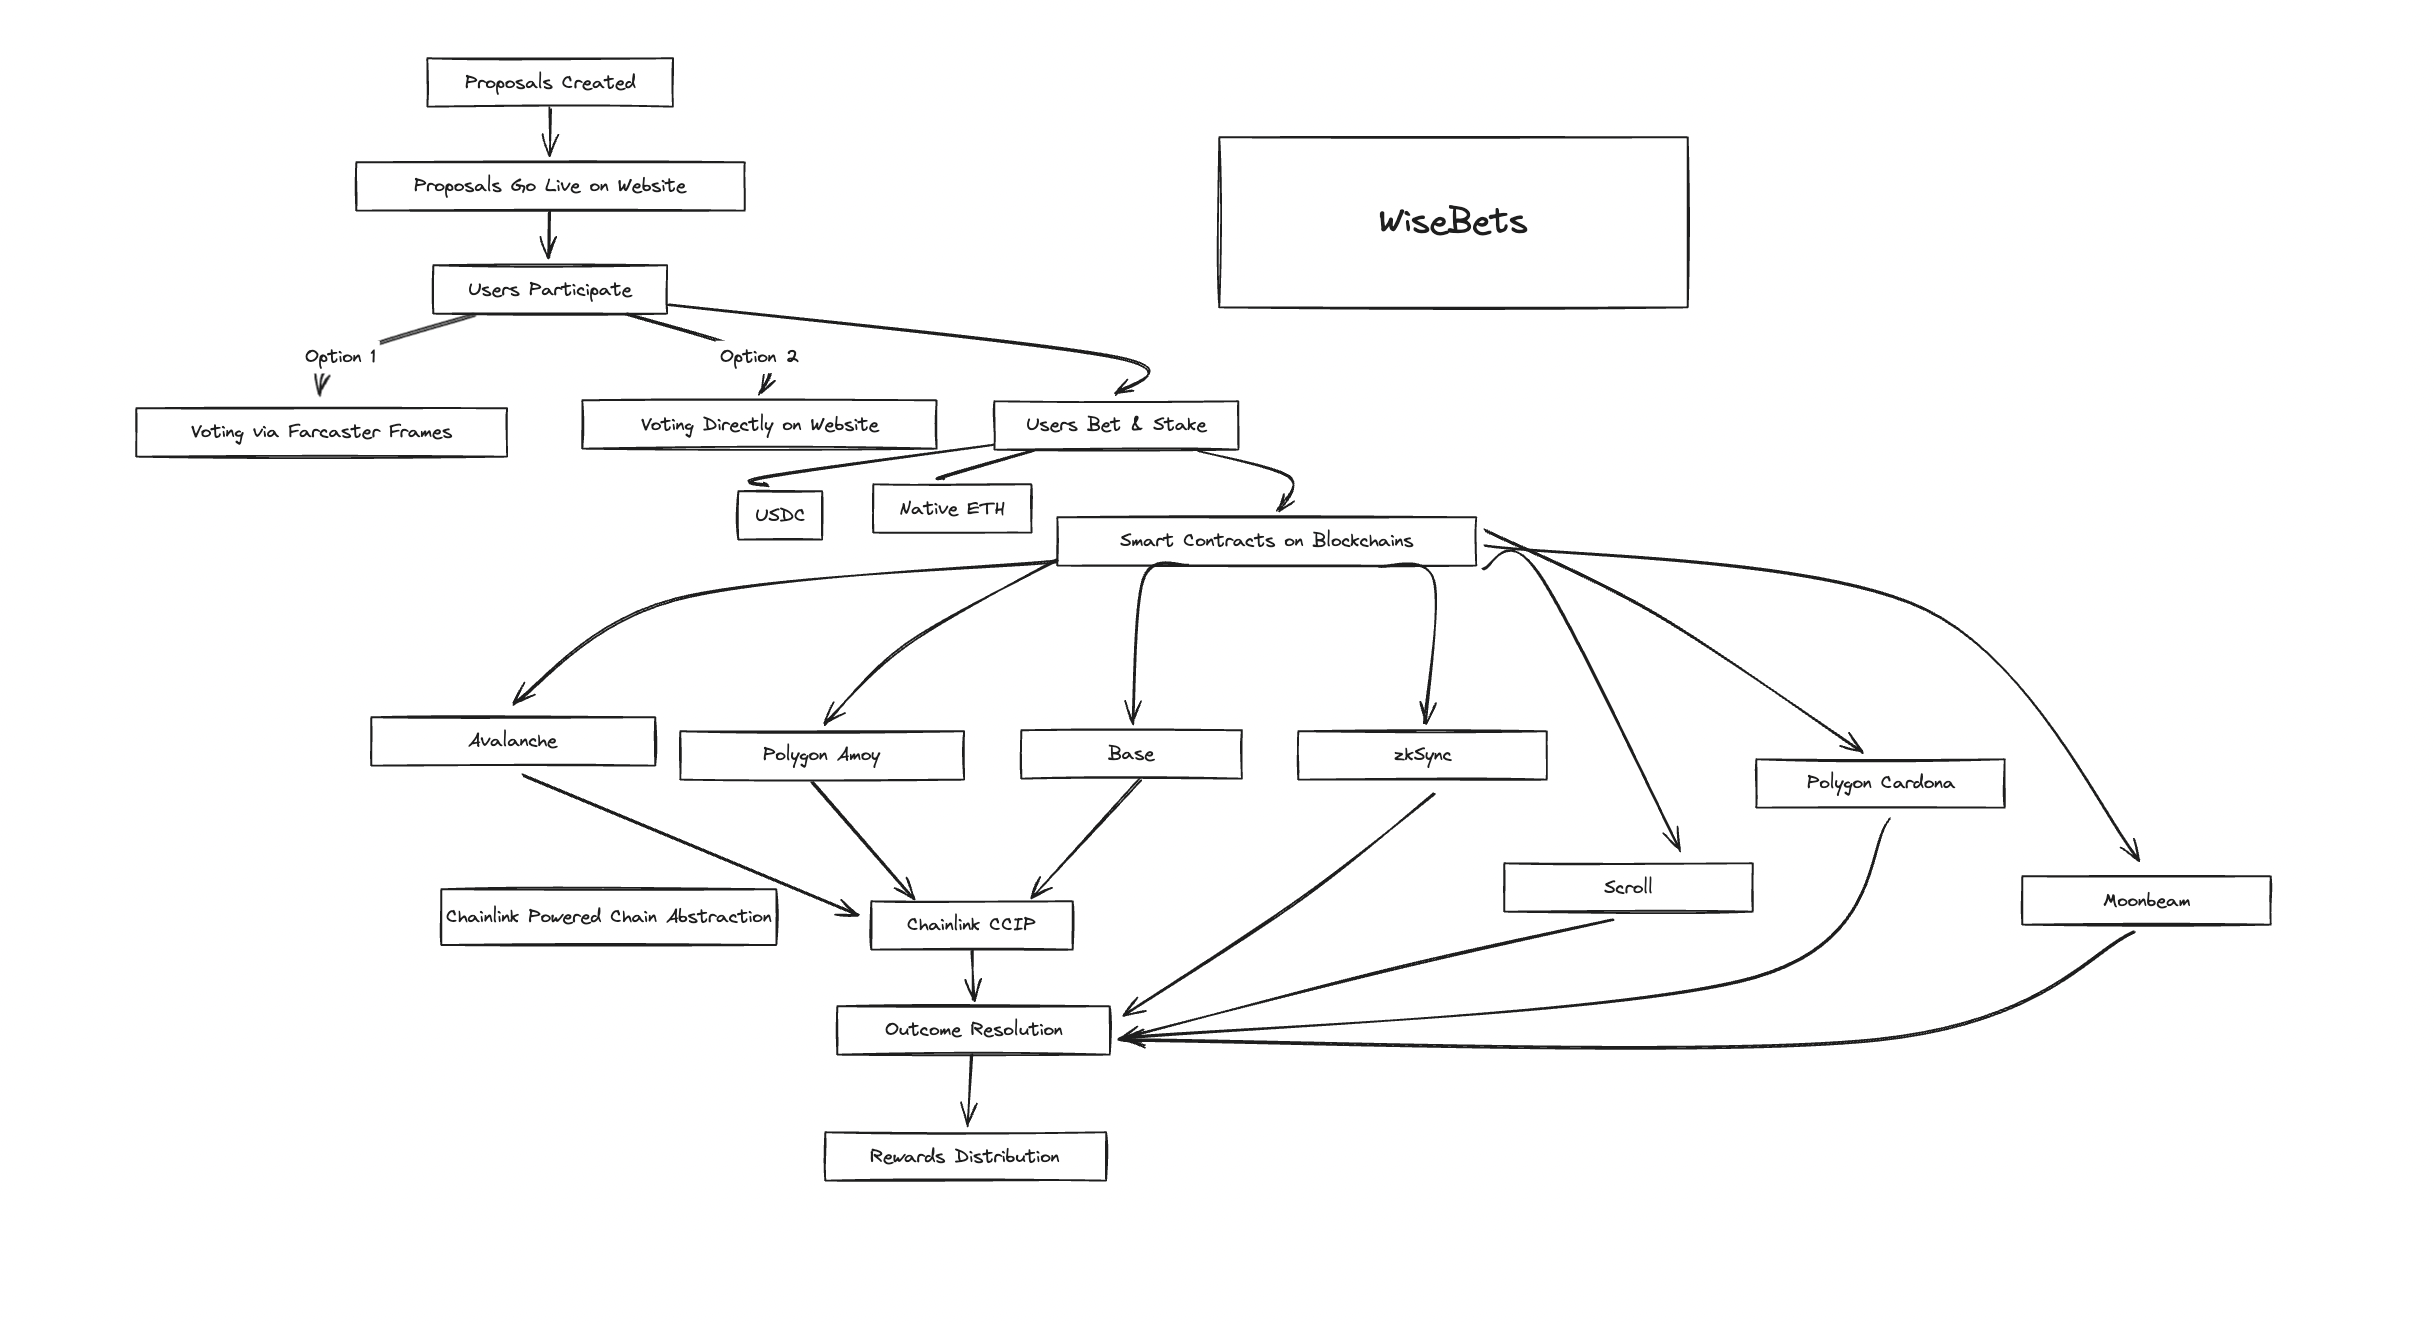 Proposals Created
Proposals Go Live on Website
WiseBets
Users Participate
Option 1
Option 2
Voting via Farcaster Frames
Voting Directly on Website
Users Bet & Stake
USDC
Native ETH
Smart Contracts on Blockchains
Avalanche
Polygon Amoy
Base
zkSync
Polygon Cardona
Scroll
Moonbeam
Chainlink Powered Chain Abstraction
Chainlink CCIP
Outcome Resolution
Rewards Distribution